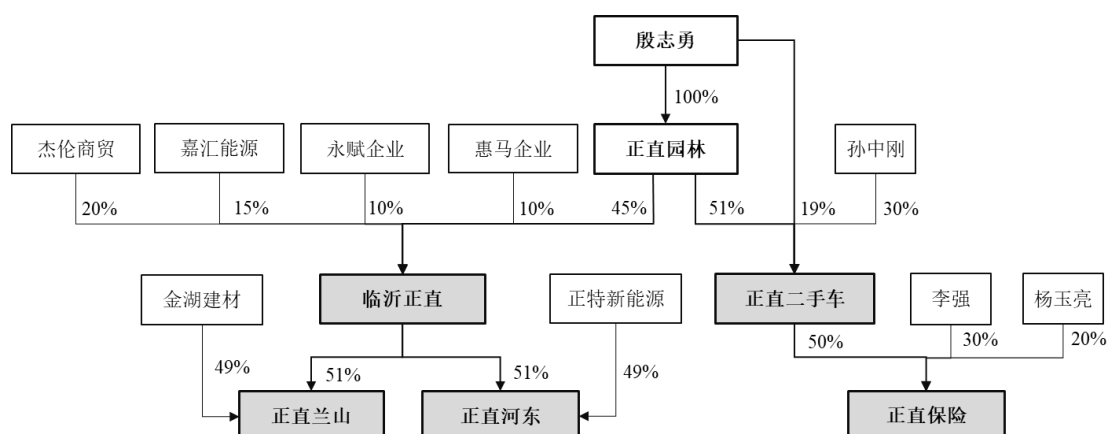 殷志勇
100%
杰伦商贸
嘉汇能源
永赋企业
惠马企业
正直园林
孙中刚
20%
15%
10%
10%
45%
51%
19%
30%
金湖建材
临沂正直
正特新能源
正直二手车
李强
杨玉亮
49%
51%
51%
49%
50%
30%
20%
正直兰山
正直河东
正直保险